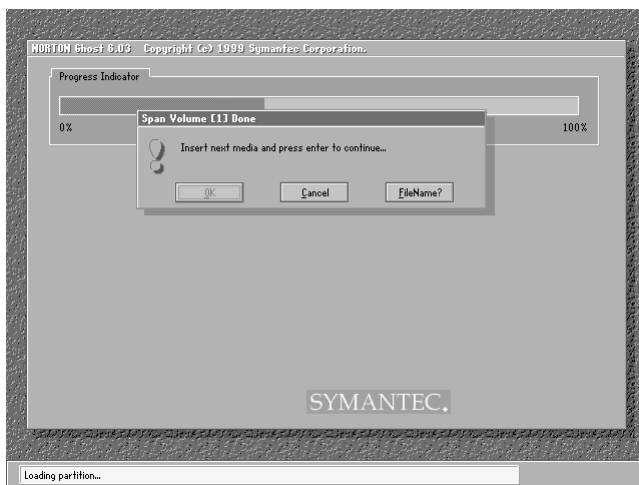 NORTON Ghost 6.03   Copyright (c) 1999 Symantec Corporation.
Progress Indicator
0%
100%
Span Volume [1] Done
Insert next media and press enter to continue...
OK
Cancel
FileName?
SYMANTEC.
Loading partition...